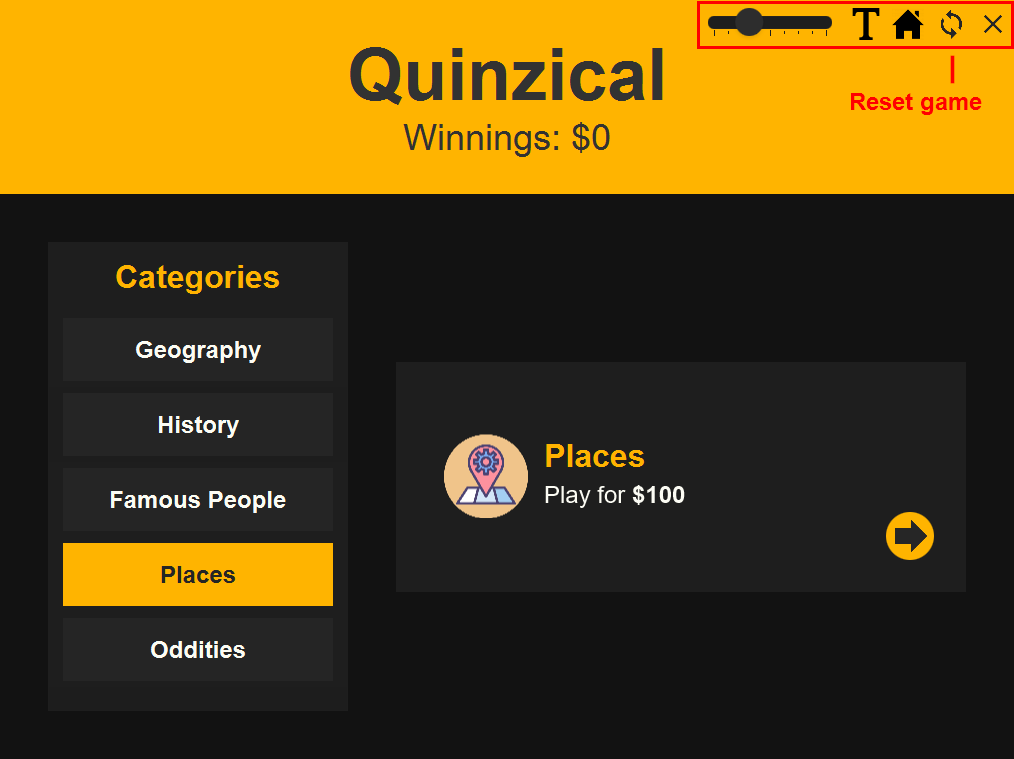 T
Quinzical
Reset game
Winnings: $0
Categories
Geography
History
Famous People
Places
Oddities
Places
Play for $100